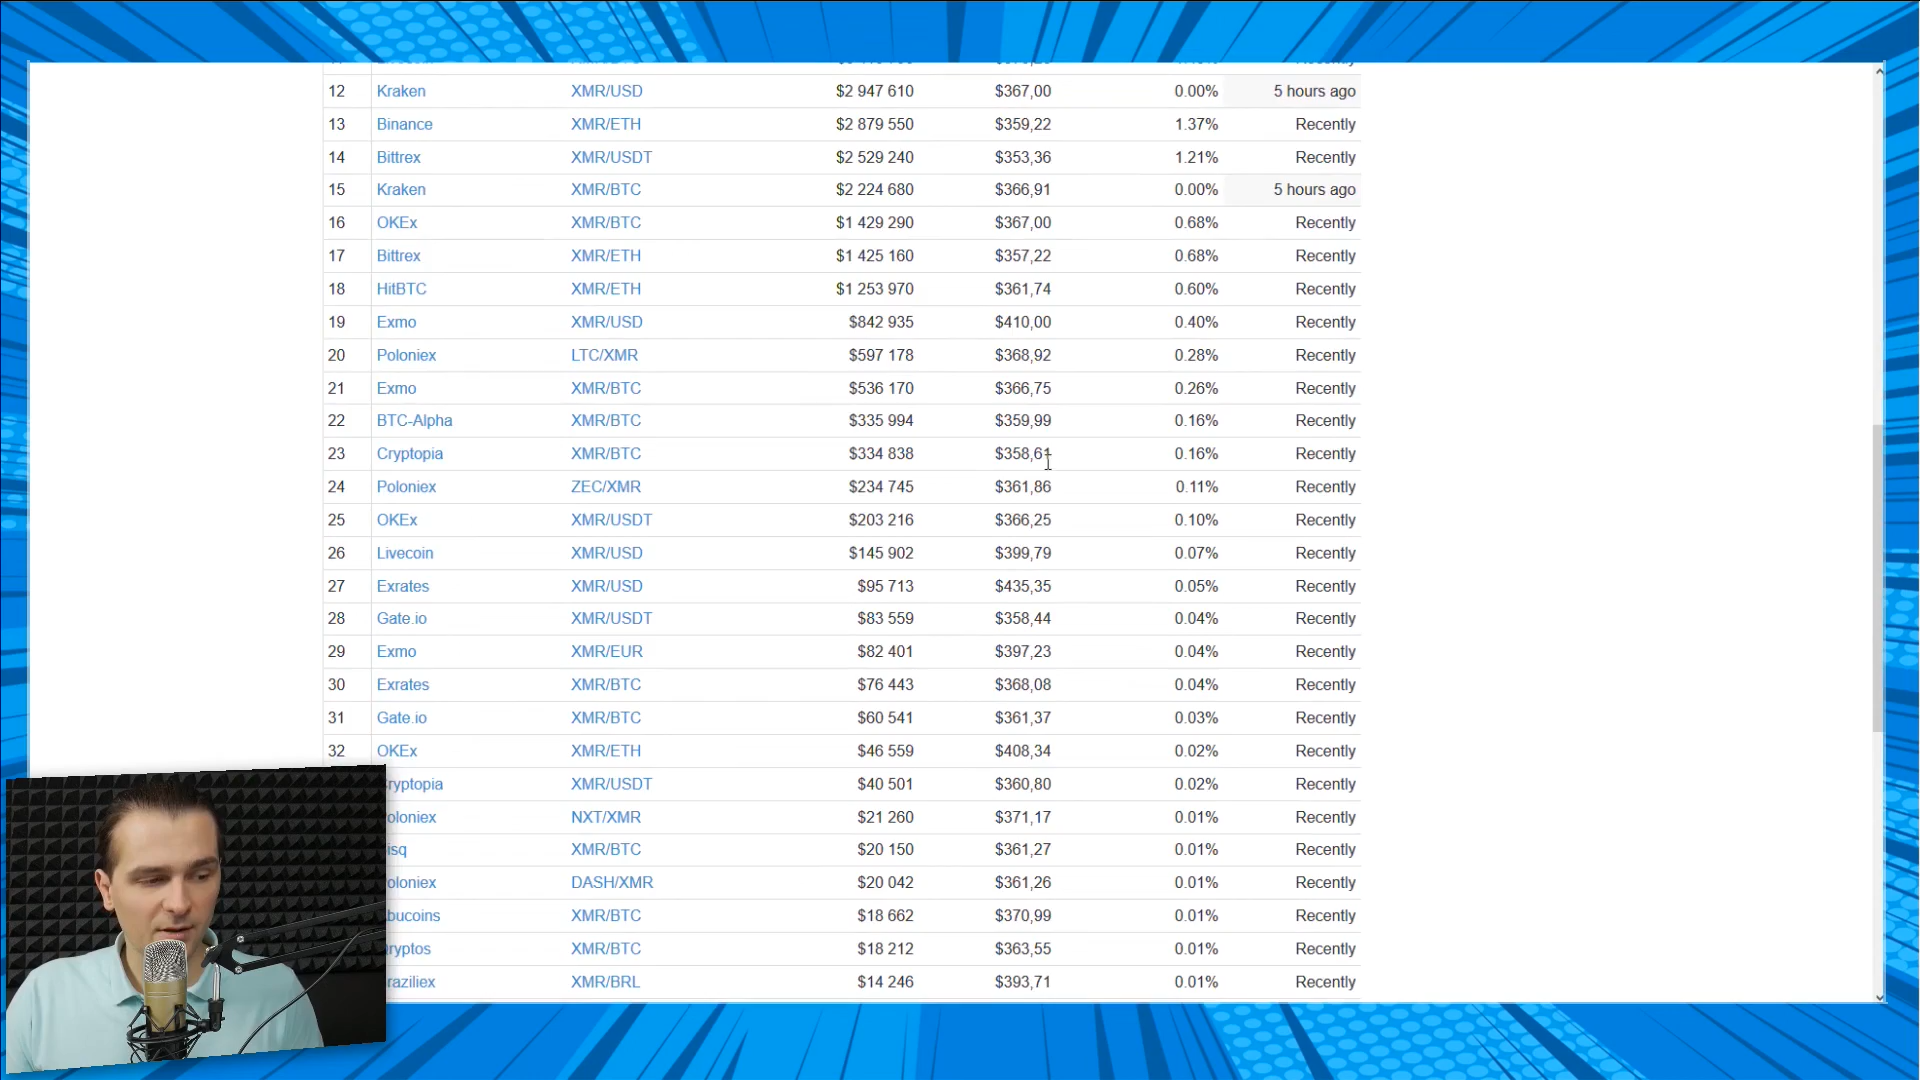 12 Kraken XMR/USD $2 947 610 $367,00 0.00% 5 hours ago
13 Binance XMR/ETH $2 879 550 $359,22 1.37% Recently
14 Bittrex XMR/USDT $2 529 240 $353,36 1.21% Recently
15 Kraken XMR/BTC $2 224 680 $366,91 0.00% 5 hours ago
16 OKEx XMR/BTC $1 429 290 $367,00 0.68% Recently
17 Bittrex XMR/ETH $1 425 160 $357,22 0.68% Recently
18 HitBTC XMR/ETH $1 253 970 $361,74 0.60% Recently
19 Exmo XMR/USD $842 935 $410,00 0.40% Recently
20 Poloniex LTC/XMR $597 178 $368,92 0.28% Recently
21 Exmo XMR/BTC $536 170 $366,75 0.26% Recently
22 BTC-Alpha XMR/BTC $335 994 $359,99 0.16% Recently
23 Cryptopia XMR/BTC $334 838 $358,61 0.16% Recently
24 Poloniex ZEC/XMR $234 745 $361,86 0.11% Recently
25 OKEx XMR/USDT $203 216 $366,25 0.10% Recently
26 Livecoin XMR/USD $145 902 $399,79 0.07% Recently
27 Exrates XMR/USD $95 713 $435,35 0.05% Recently
28 Gate.io XMR/USDT $83 559 $358,44 0.04% Recently
29 Exmo XMR/EUR $82 401 $397,23 0.04% Recently
30 Exrates XMR/BTC $76 443 $368,08 0.04% Recently
31 Gate.io XMR/BTC $60 541 $361,37 0.03% Recently
32 OKEx XMR/ETH $46 559 $408,34 0.02% Recently
ryptopia XMR/USDT $40 501 $360,80 0.02% Recently
oloniex NXT/XMR $21 260 $371,17 0.01% Recently
isq XMR/BTC $20 150 $361,27 0.01% Recently
oloniex DASH/XMR $20 042 $361,26 0.01% Recently
bucoins XMR/BTC $18 662 $370,99 0.01% Recently
ryptos XMR/BTC $18 212 $363,55 0.01% Recently
raziliex XMR/BRL $14 246 $393,71 0.01% Recently